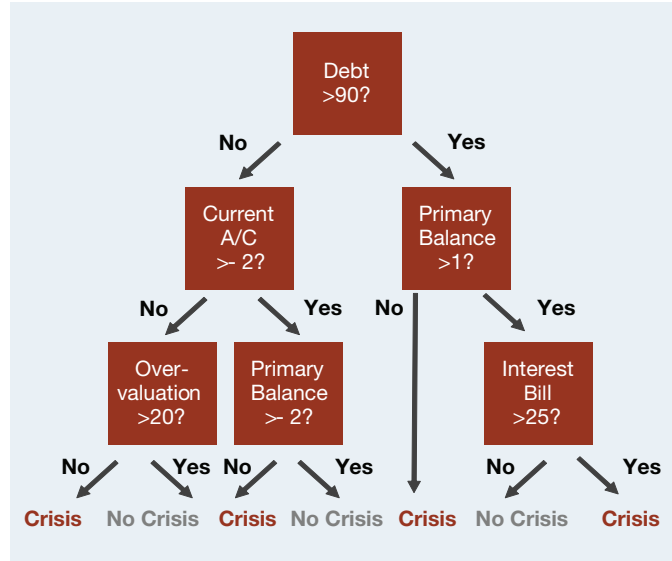 Debt
>90?
No
Yes
Current
A/C
>- 2?
Primary
Balance
>1?
No
Yes
No
Yes
Over-
valuation
>20?
Primary
Balance
>- 2?
Interest
Bill
>25?
No
Yes
No
Yes
No
Yes
Crisis
No Crisis
Crisis
No Crisis
Crisis
No Crisis
Crisis